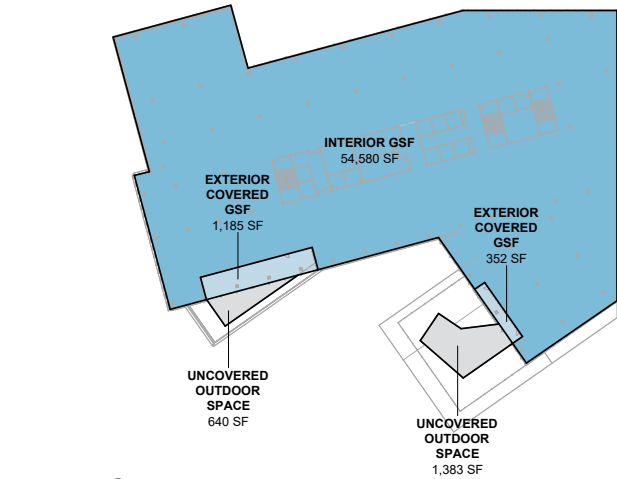 INTERIOR GSF
54,580 SF
EXTERIOR
COVERED
GSF
1,185 SF
EXTERIOR
COVERED
GSF
352 SF
UNCOVERED
OUTDOOR
SPACE
640 SF
UNCOVERED
OUTDOOR
SPACE
1,383 SF